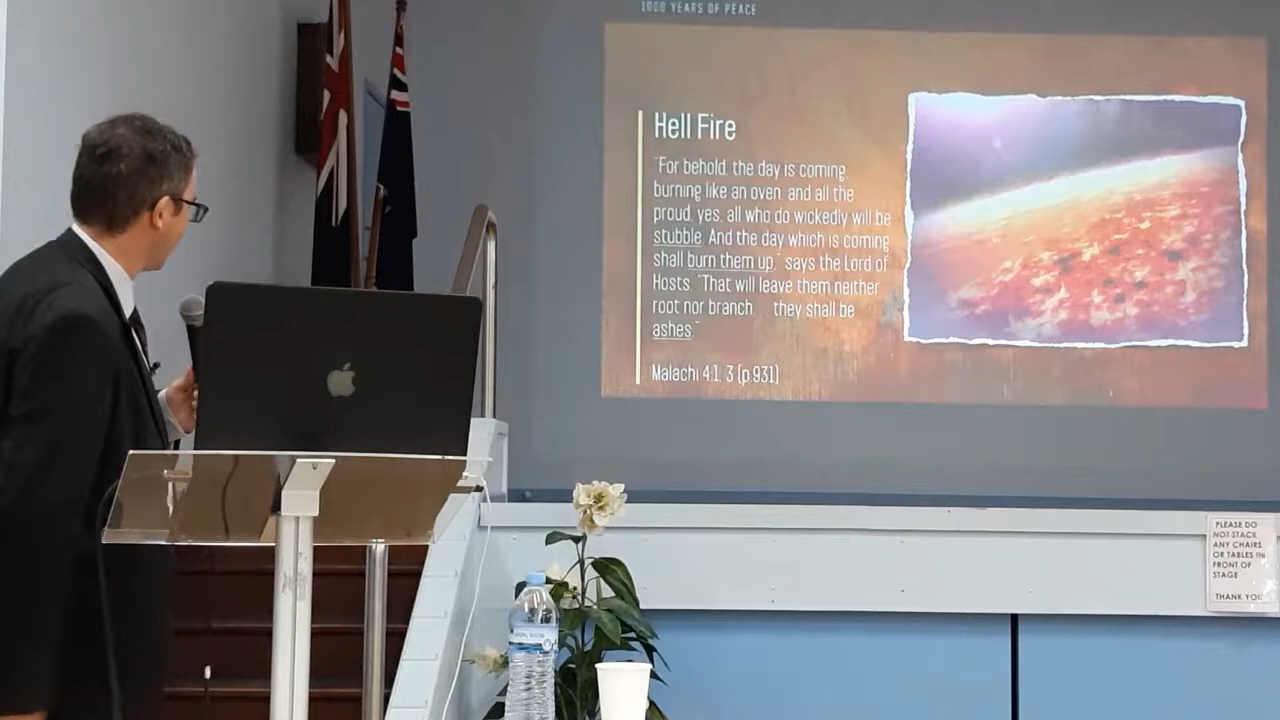 1000 YEARS OF PEACE
Hell Fire
"For behold, the day is coming,
burning like an oven, and all the
proud, yes, all who do wickedly will be
stubble. And the day which is coming
shall burn them up," says the Lord of
Hosts. "That will leave them neither
root nor branch... they shall be
ashes."
Malachi 4:1, 3 (p.931)
PLEASE DO
NOT STACK
ANY CHAIRS
OR TABLES IN
FRONT OF
STAGE
THANK YOU